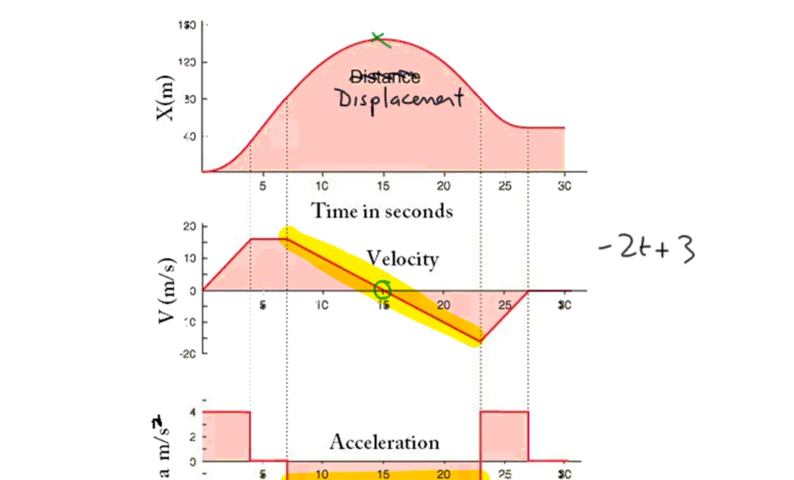 180
120
80
40
X(m)
Distance
Displacement
5 10 15 20 25 30
Time in seconds
20
10
0
10
-20
V (m/s)
Velocity
5 10 15 20 25 30
-2t+3
4
2
0
a m/s²
Acceleration
5 10 15 20 25 30